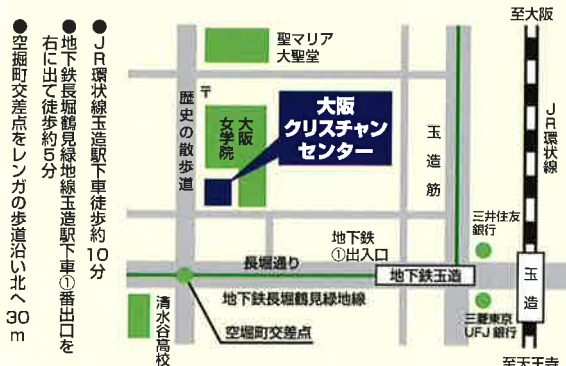 ●JR環状線玉造駅下車徒歩約10分
●地下鉄長堀鶴見緑地線玉造駅下車①番出口を
右に出て徒歩約5分
●空掘町交差点をレンガの歩道沿い北へ30m
聖マリア
大聖堂
〒
歴史の散歩道
大阪
女学院
大阪
クリスチャン
センター
玉造筋
至大阪
JR環状線
三井住友
銀行
地下鉄
①出入口
長堀通り
地下鉄玉造
玉造
地下鉄長堀鶴見緑地線
清水谷高校
空堀町交差点
三菱東京
UFJ銀行
至天王寺